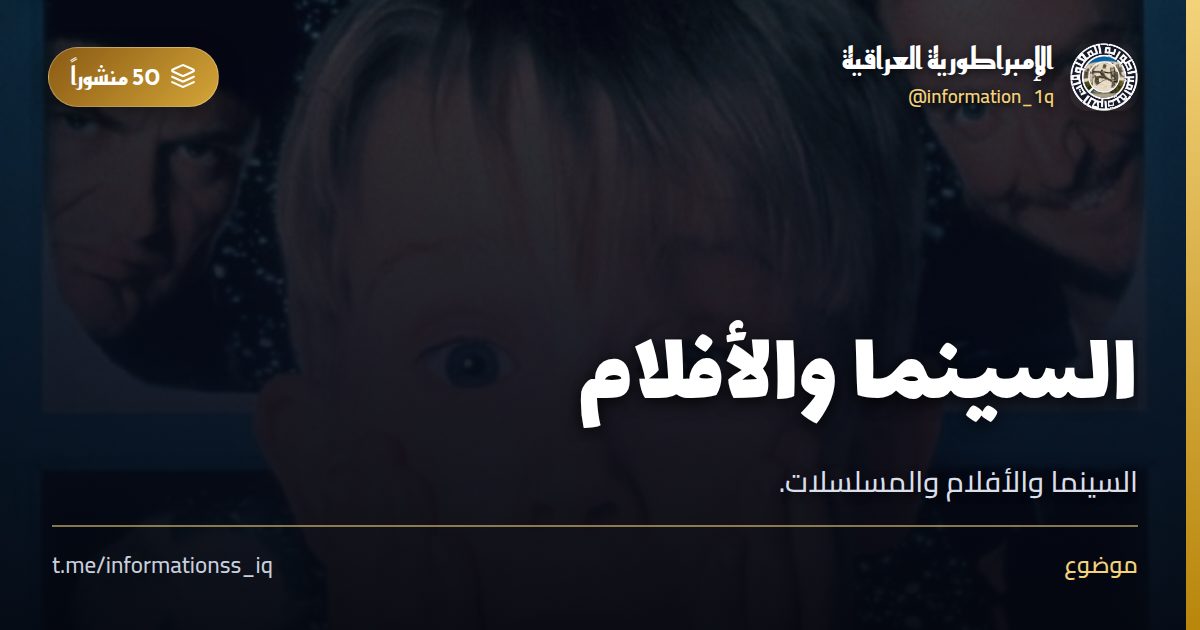 الإمبراطورية العراقية
@information_1q
50 منشوراً
السينما والأفلام
السينما والأفلام والمسلسلات.
موضوع
t.me/informationss_iq